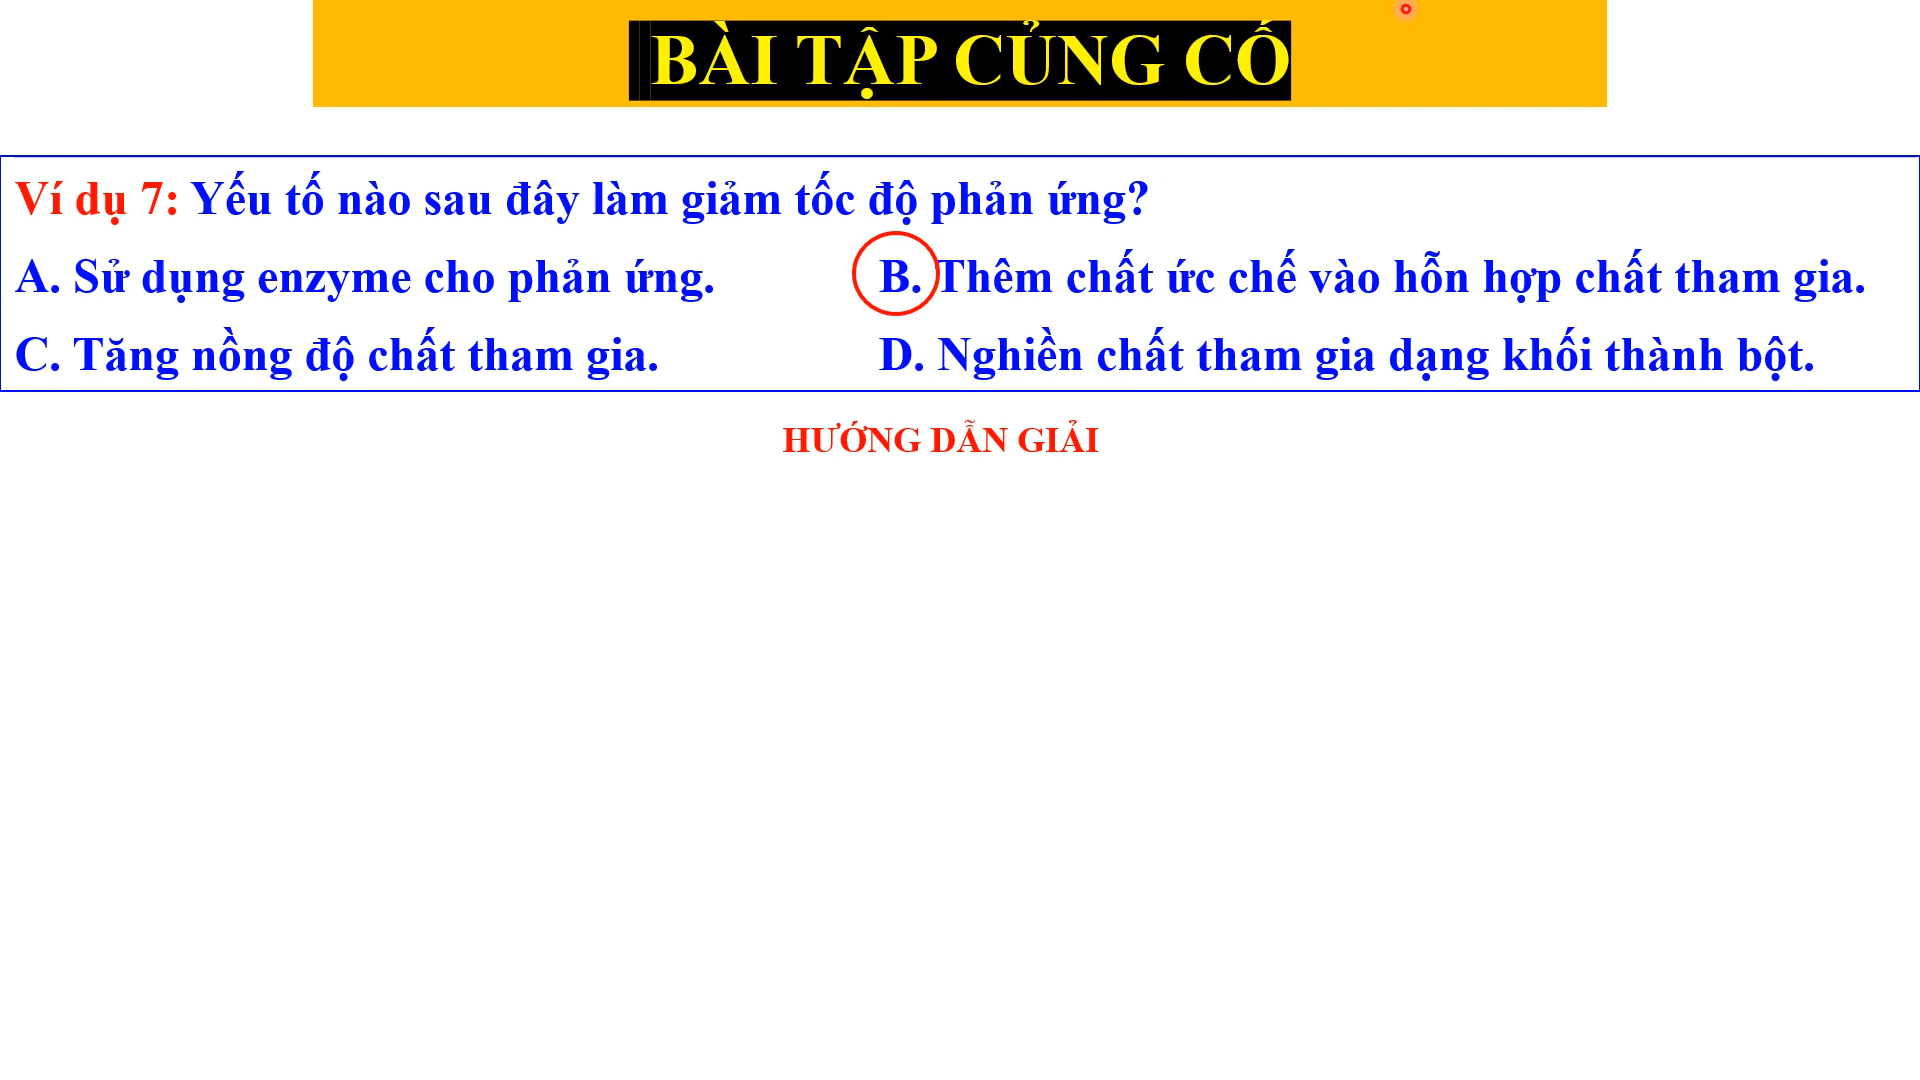 BÀI TẬP CỦNG CỐ
Ví dụ 7: Yếu tố nào sau đây làm giảm tốc độ phản ứng?
A. Sử dụng enzyme cho phản ứng. B. Thêm chất ức chế vào hỗn hợp chất tham gia.
C. Tăng nồng độ chất tham gia. D. Nghiền chất tham gia dạng khối thành bột.
HƯỚNG DẪN GIẢI